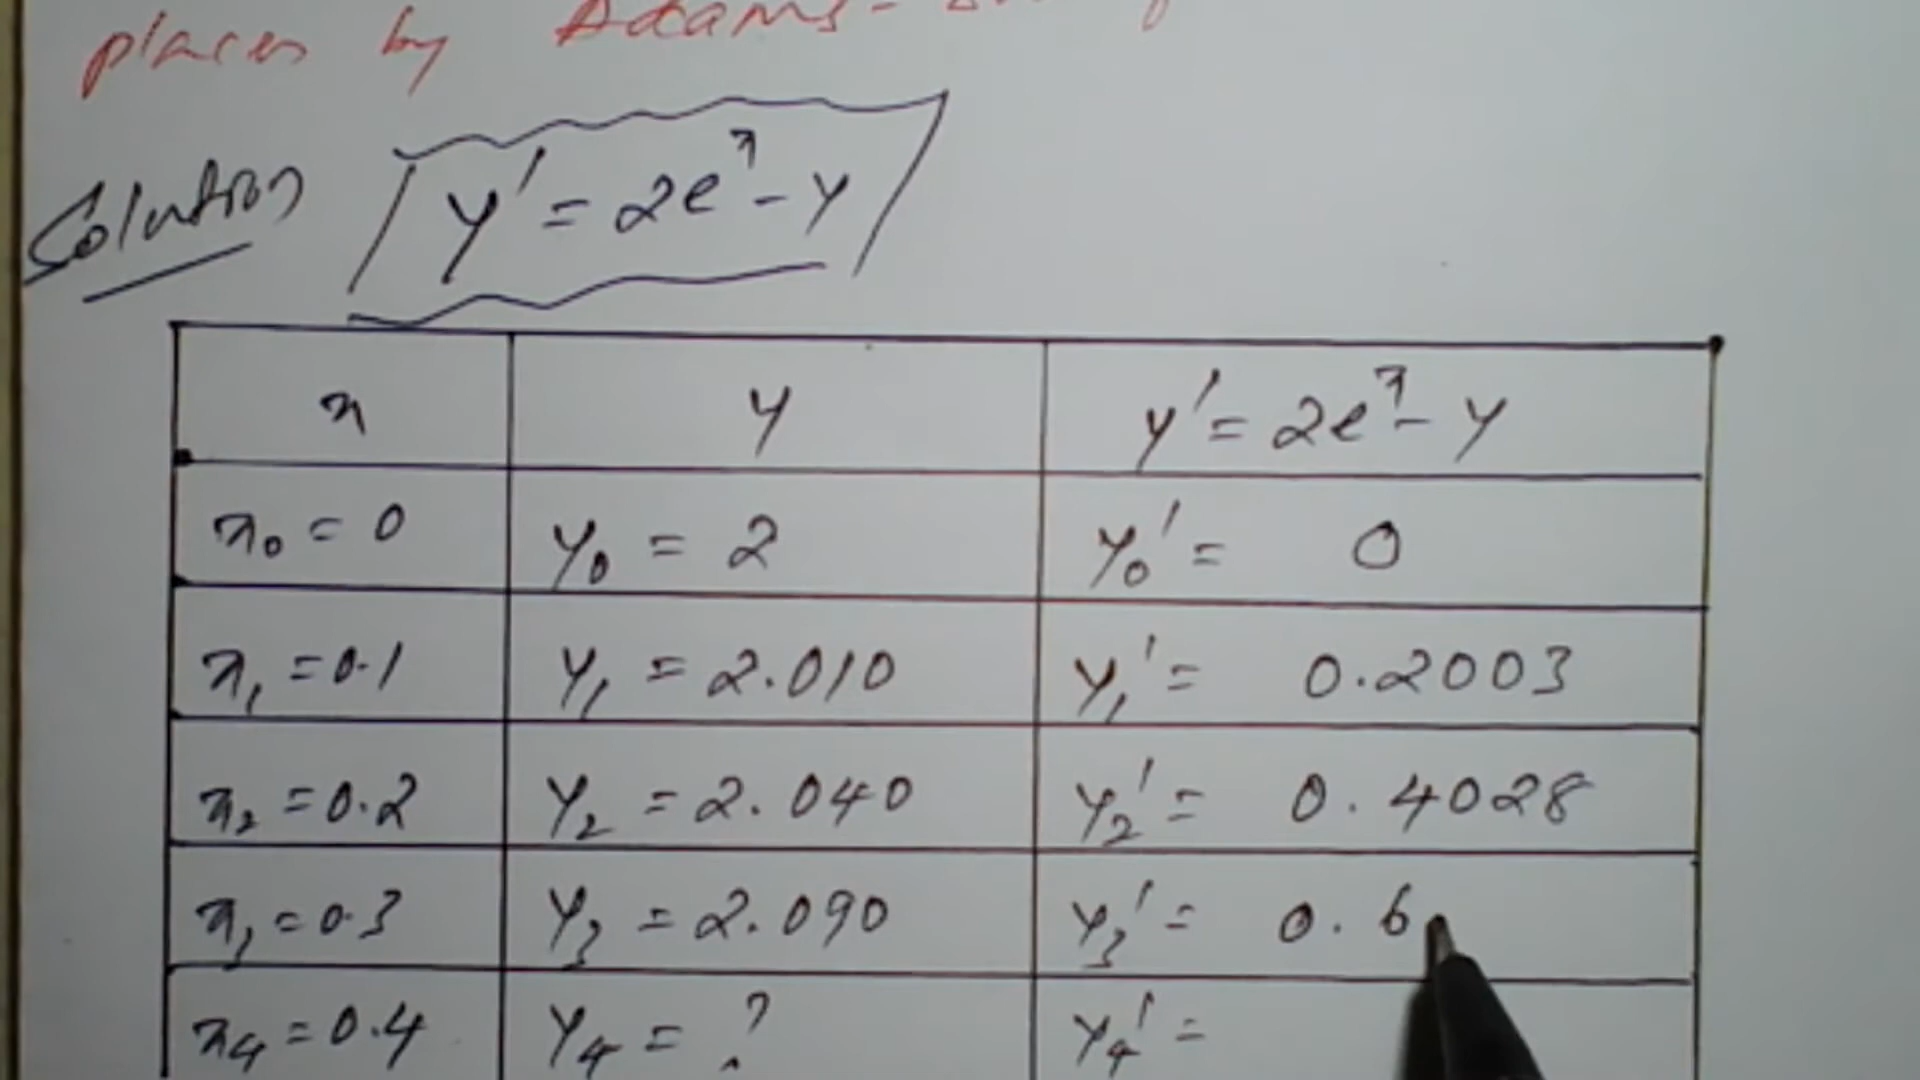 places by Adams-
Solution y' = 2eˣ - y
x y y' = 2eˣ - y
x₀ = 0 y₀ = 2 y₀' = 0
x₁ = 0.1 y₁ = 2.010 y₁' = 0.2003
x₂ = 0.2 y₂ = 2.040 y₂' = 0.4028
x₃ = 0.3 y₃ = 2.090 y₃' = 0.6
x₄ = 0.4 y₄ = ? y₄' =